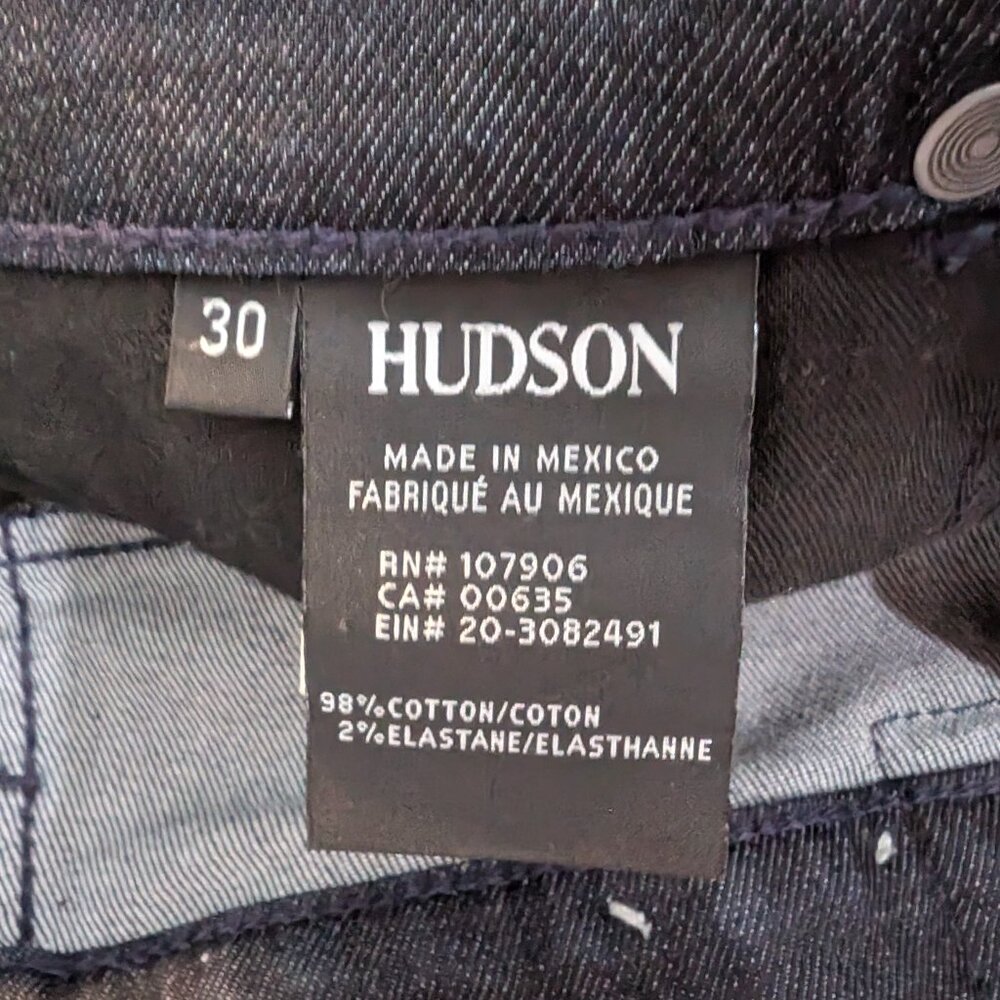 30
HUDSON
MADE IN MEXICO
FABRIQUÉ AU MEXIQUE
RN# 107906
CA# 00635
EIN# 20-3082491
98% COTTON/COTON
2% ELASTANE/ELASTHANNE